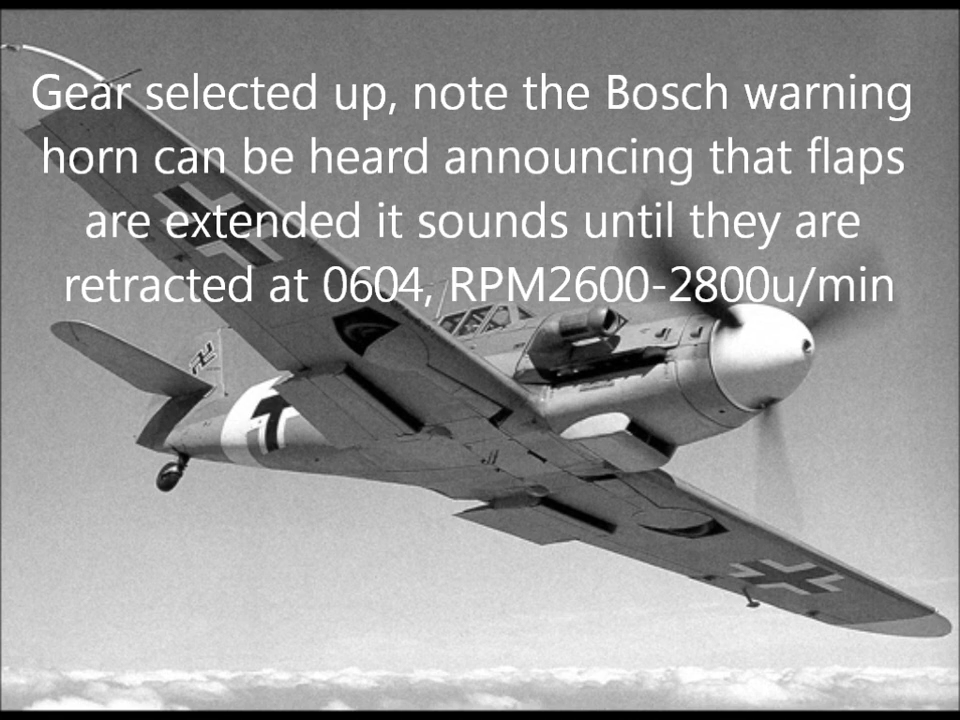 Gear selected up, note the Bosch warning
horn can be heard announcing that flaps
are extended it sounds until they are
retracted at 0604, RPM2600-2800u/min